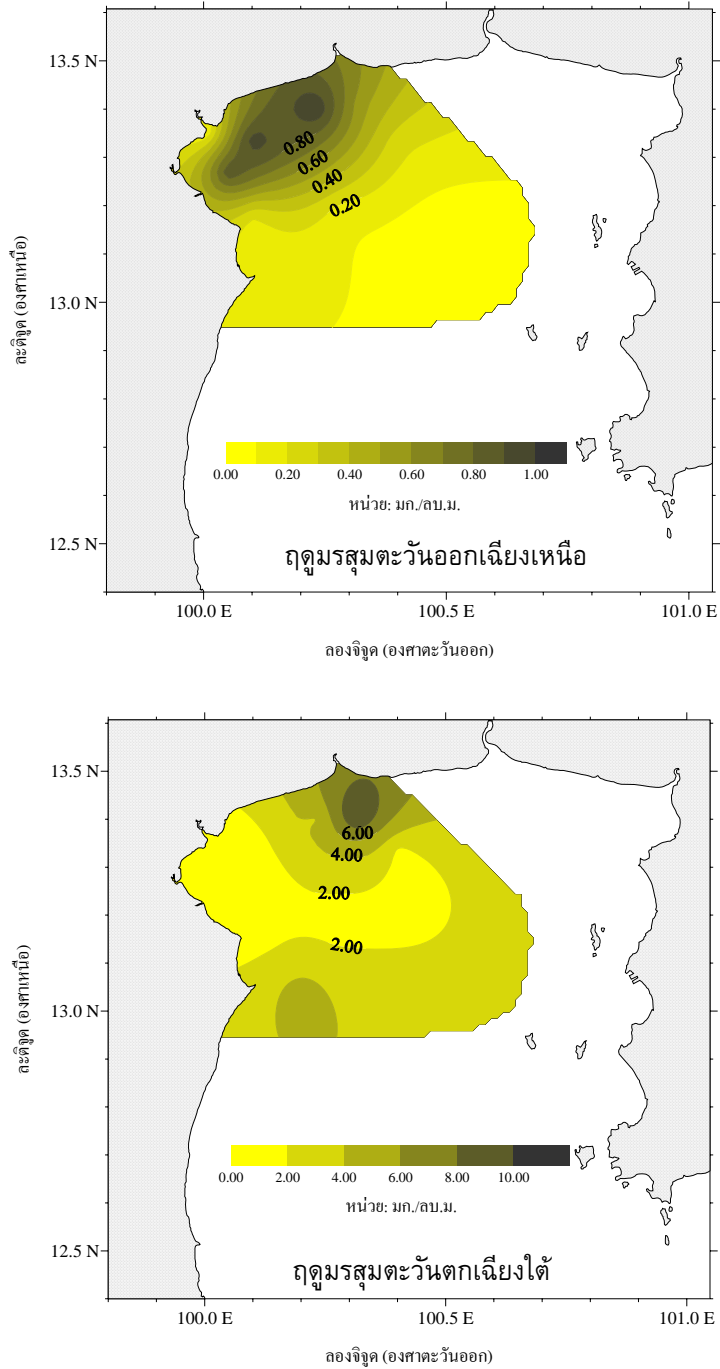 13.5 N
0.80
0.60
0.40
0.20
13.0 N
ละติจูด (องศาเหนือ)
0.00 0.20 0.40 0.60 0.80 1.00
หน่วย: มก./ลบ.ม.
12.5 N
ฤดูมรสุมตะวันออกเฉียงเหนือ
100.0 E 100.5 E 101.0 E
ลองจิจูด (องศาตะวันออก)
13.5 N
6.00
4.00
2.00
2.00
13.0 N
ละติจูด (องศาเหนือ)
0.00 2.00 4.00 6.00 8.00 10.00
หน่วย: มก./ลบ.ม.
12.5 N
ฤดูมรสุมตะวันตกเฉียงใต้
100.0 E 100.5 E 101.0 E
ลองจิจูด (องศาตะวันออก)